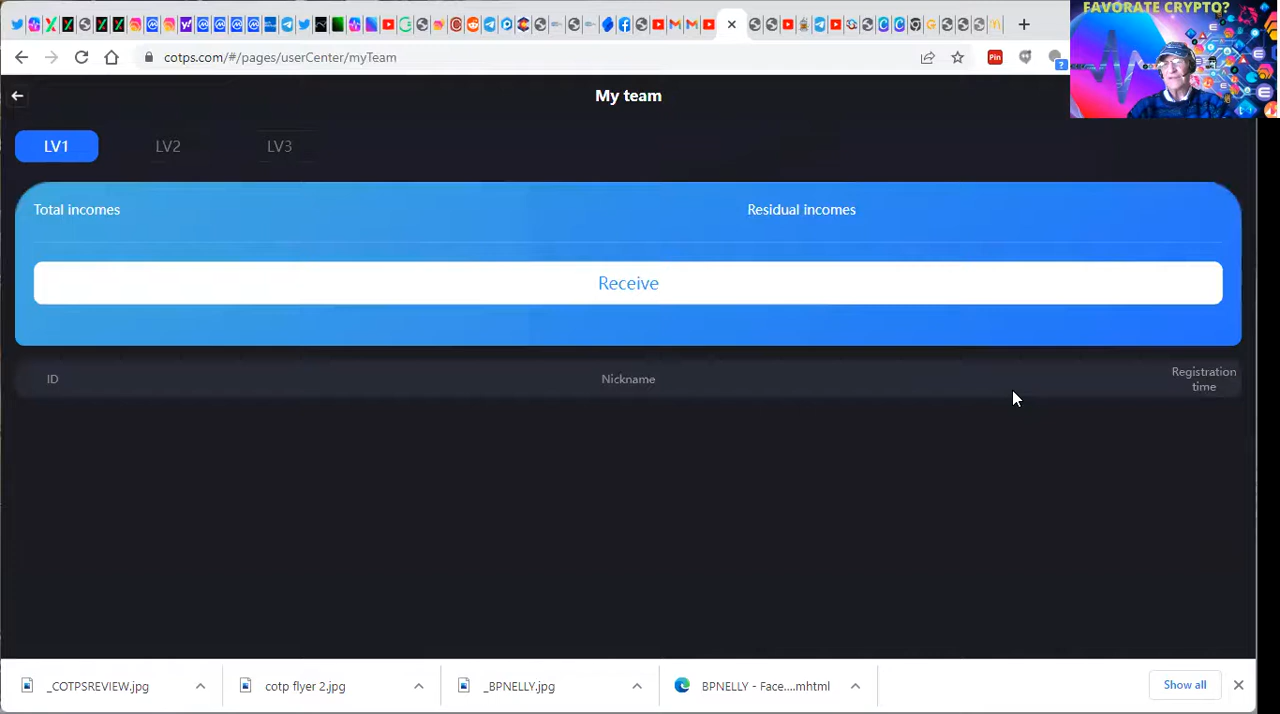 FAVORATE CRYPTO?
cotps.com/#/pages/userCenter/myTeam
Pin
?
My team
LV1
LV2
LV3
Total incomes
Residual incomes
Receive
ID
Nickname
Registration
time
_COTPSREVIEW.jpg
cotp flyer 2.jpg
_BPNELLY.jpg
BPNELLY - Face....mhtml
Show all